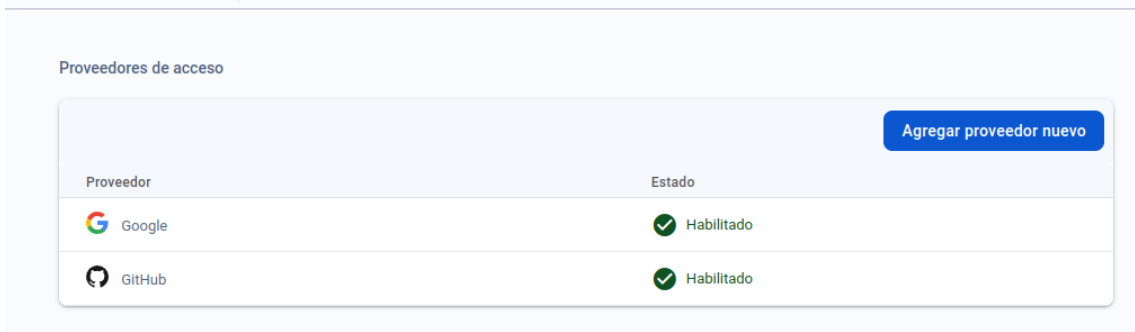 Proveedores de acceso
Agregar proveedor nuevo
Proveedor Estado
Google Habilitado
GitHub Habilitado